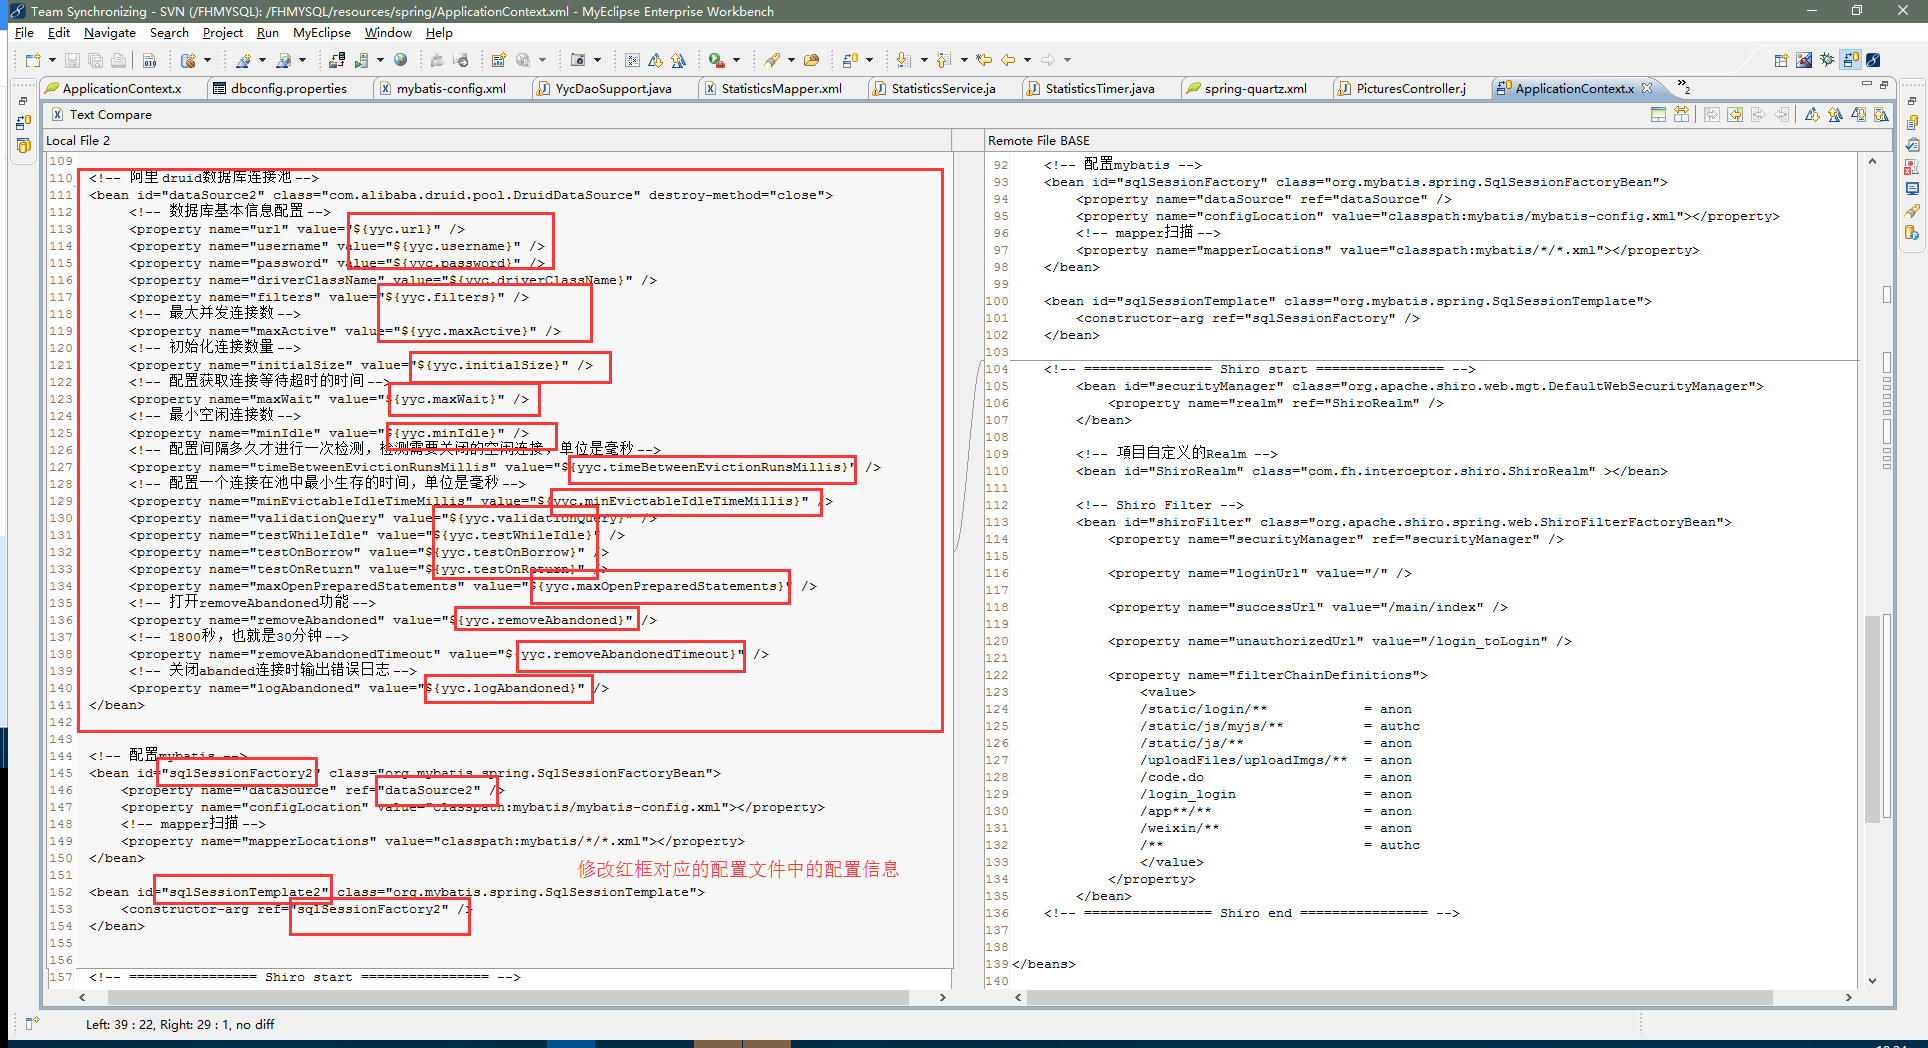 Team Synchronizing - SVN (/FHMYSQL): /FHMYSQL/resources/spring/ApplicationContext.xml - MyEclipse Enterprise Workbench
File Edit Navigate Search Project Run MyEclipse Window Help
ApplicationContext.x dbconfig.properties mybatis-config.xml YycDaoSupport.java StatisticsMapper.xml StatisticsService.ja StatisticsTimer.java spring-quartz.xml PicturesController.j ApplicationContext.x »2
Text Compare
Local File 2
109
110 <!-- 阿里 druid数据库连接池 -->
111 <bean id="dataSource2" class="com.alibaba.druid.pool.DruidDataSource" destroy-method="close">
112 <!-- 数据库基本信息配置 -->
113 <property name="url" value="${yyc.url}" />
114 <property name="username" value="${yyc.username}" />
115 <property name="password" value="${yyc.password}" />
116 <property name="driverClassName" value="${yyc.driverClassName}" />
117 <property name="filters" value="${yyc.filters}" />
118 <!-- 最大并发连接数 -->
119 <property name="maxActive" value="${yyc.maxActive}" />
120 <!-- 初始化连接数量 -->
121 <property name="initialSize" value="${yyc.initialSize}" />
122 <!-- 配置获取连接等待超时的时间 -->
123 <property name="maxWait" value="${yyc.maxWait}" />
124 <!-- 最小空闲连接数 -->
125 <property name="minIdle" value="${yyc.minIdle}" />
126 <!-- 配置间隔多久才进行一次检测，检测需要关闭的空闲连接，单位是毫秒 -->
127 <property name="timeBetweenEvictionRunsMillis" value="${yyc.timeBetweenEvictionRunsMillis}" />
128 <!-- 配置一个连接在池中最小生存的时间，单位是毫秒 -->
129 <property name="minEvictableIdleTimeMillis" value="${yyc.minEvictableIdleTimeMillis}" />
130 <property name="validationQuery" value="${yyc.validationQuery}" />
131 <property name="testWhileIdle" value="${yyc.testWhileIdle}" />
132 <property name="testOnBorrow" value="${yyc.testOnBorrow}" />
133 <property name="testOnReturn" value="${yyc.testOnReturn}" />
134 <property name="maxOpenPreparedStatements" value="${yyc.maxOpenPreparedStatements}" />
135 <!-- 打开removeAbandoned功能 -->
136 <property name="removeAbandoned" value="${yyc.removeAbandoned}" />
137 <!-- 1800秒，也就是30分钟 -->
138 <property name="removeAbandonedTimeout" value="${yyc.removeAbandonedTimeout}" />
139 <!-- 关闭abanded连接时输出错误日志 -->
140 <property name="logAbandoned" value="${yyc.logAbandoned}" />
141 </bean>
142
143
144 <!-- 配置mybatis -->
145 <bean id="sqlSessionFactory2" class="org.mybatis.spring.SqlSessionFactoryBean">
146 <property name="dataSource" ref="dataSource2" />
147 <property name="configLocation" value="classpath:mybatis/mybatis-config.xml"></property>
148 <!-- mapper扫描 -->
149 <property name="mapperLocations" value="classpath:mybatis/*/*.xml"></property>
150 </bean>
151
修改红框对应的配置文件中的配置信息
152 <bean id="sqlSessionTemplate2" class="org.mybatis.spring.SqlSessionTemplate">
153 <constructor-arg ref="sqlSessionFactory2" />
154 </bean>
155
156
157 <!-- ================ Shiro start ================ -->
Remote File BASE
92 <!-- 配置mybatis -->
93 <bean id="sqlSessionFactory" class="org.mybatis.spring.SqlSessionFactoryBean">
94 <property name="dataSource" ref="dataSource" />
95 <property name="configLocation" value="classpath:mybatis/mybatis-config.xml"></property>
96 <!-- mapper扫描 -->
97 <property name="mapperLocations" value="classpath:mybatis/*/*.xml"></property>
98 </bean>
99
100 <bean id="sqlSessionTemplate" class="org.mybatis.spring.SqlSessionTemplate">
101 <constructor-arg ref="sqlSessionFactory" />
102 </bean>
103
104 <!-- ================ Shiro start ================ -->
105 <bean id="securityManager" class="org.apache.shiro.web.mgt.DefaultWebSecurityManager">
106 <property name="realm" ref="ShiroRealm" />
107 </bean>
108
109 <!-- 項目自定义的Realm -->
110 <bean id="ShiroRealm" class="com.fh.interceptor.shiro.ShiroRealm" ></bean>
111
112 <!-- Shiro Filter -->
113 <bean id="shiroFilter" class="org.apache.shiro.spring.web.ShiroFilterFactoryBean">
114 <property name="securityManager" ref="securityManager" />
115
116 <property name="loginUrl" value="/" />
117
118 <property name="successUrl" value="/main/index" />
119
120 <property name="unauthorizedUrl" value="/login_toLogin" />
121
122 <property name="filterChainDefinitions">
123 <value>
124 /static/login/** = anon
125 /static/js/myjs/** = authc
126 /static/js/** = anon
127 /uploadFiles/uploadImgs/** = anon
128 /code.do = anon
129 /login_login = anon
130 /app**/** = anon
131 /weixin/** = anon
132 /** = authc
133 </value>
134 </property>
135 </bean>
136 <!-- ================ Shiro end ================ -->
137
138
139 </beans>
140
Left: 39 : 22, Right: 29 : 1, no diff